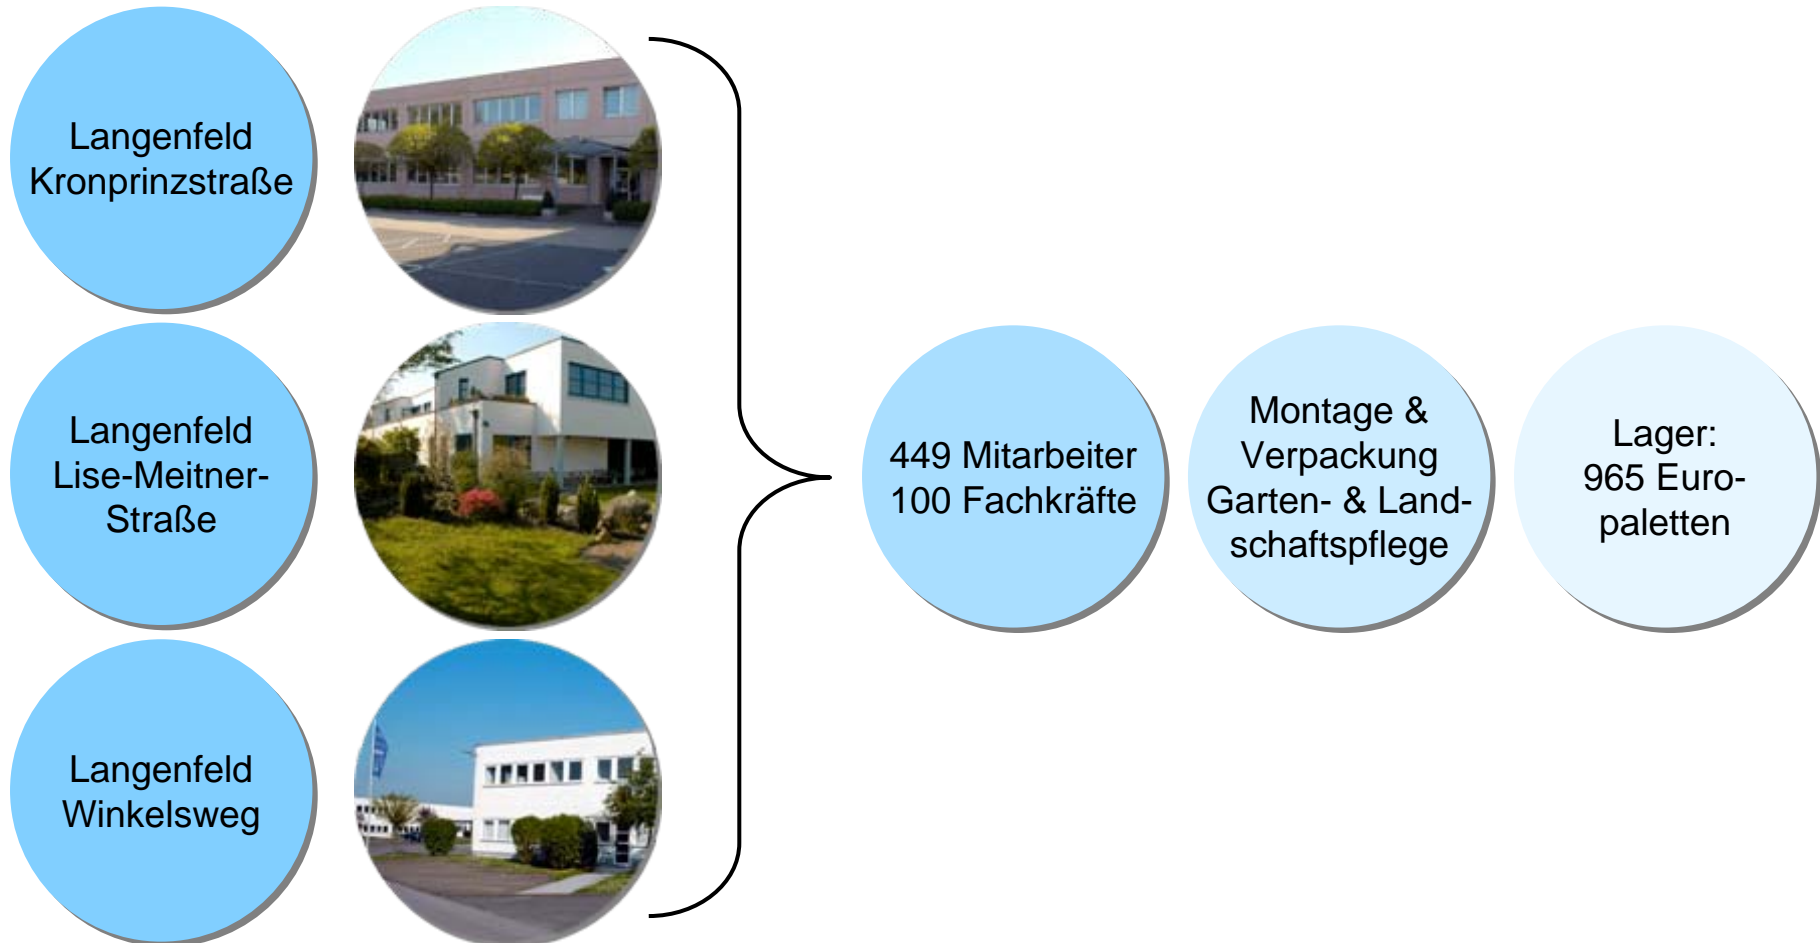 Langenfeld
Kronprinzstraße
Langenfeld
Lise-Meitner-
Straße
Langenfeld
Winkelsweg
449 Mitarbeiter
100 Fachkräfte
Montage &
Verpackung
Garten- & Land-
schaftspflege
Lager:
965 Euro-
paletten